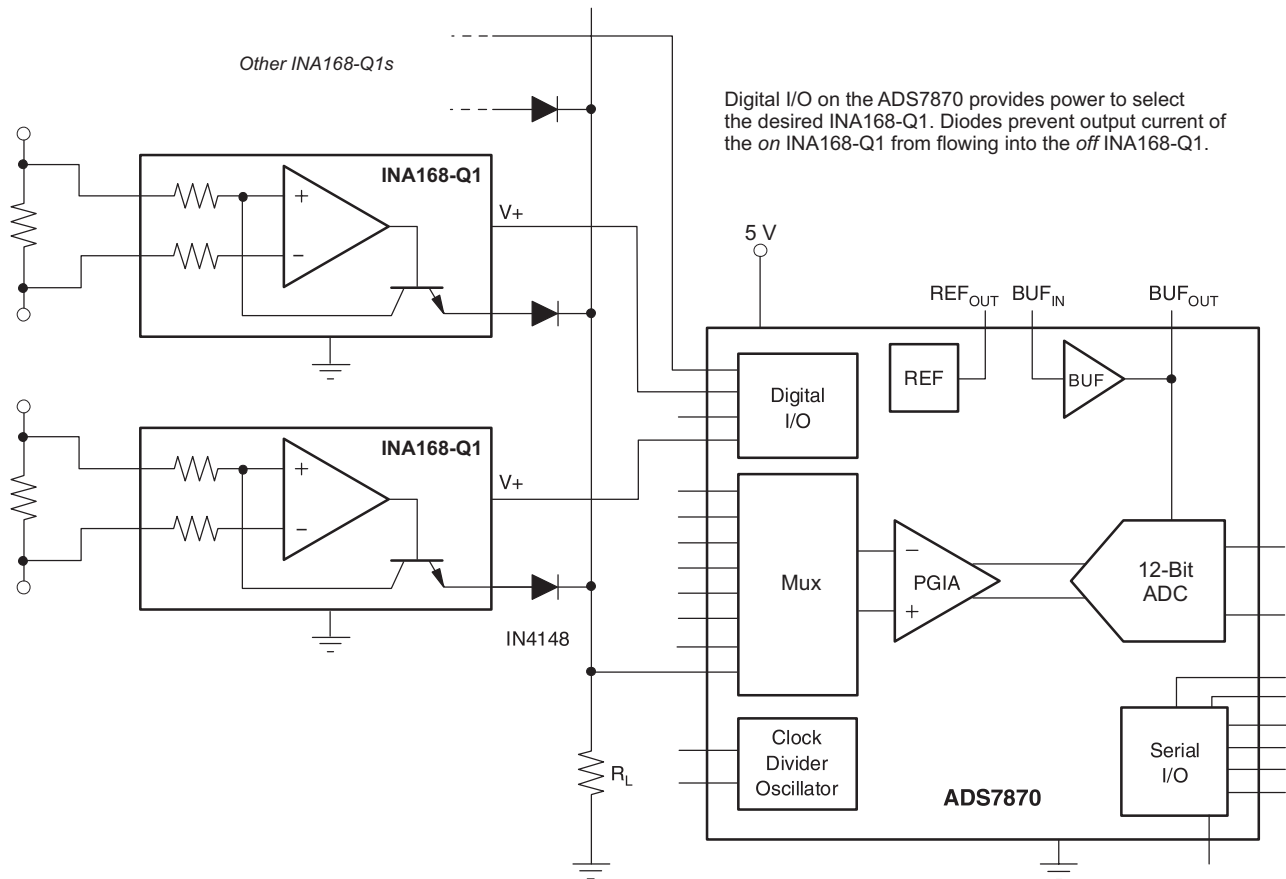 Other INA168-Q1s
Digital I/O on the ADS7870 provides power to select
the desired INA168-Q1. Diodes prevent output current of
the on INA168-Q1 from flowing into the off INA168-Q1.
INA168-Q1
+
−
V+
5 V
REFOUT
BUFIN
BUFOUT
REF
BUF
Digital
I/O
INA168-Q1
+
−
V+
IN4148
Mux
−
PGIA
+
12-Bit
ADC
RL
Clock
Divider
Oscillator
Serial
I/O
ADS7870